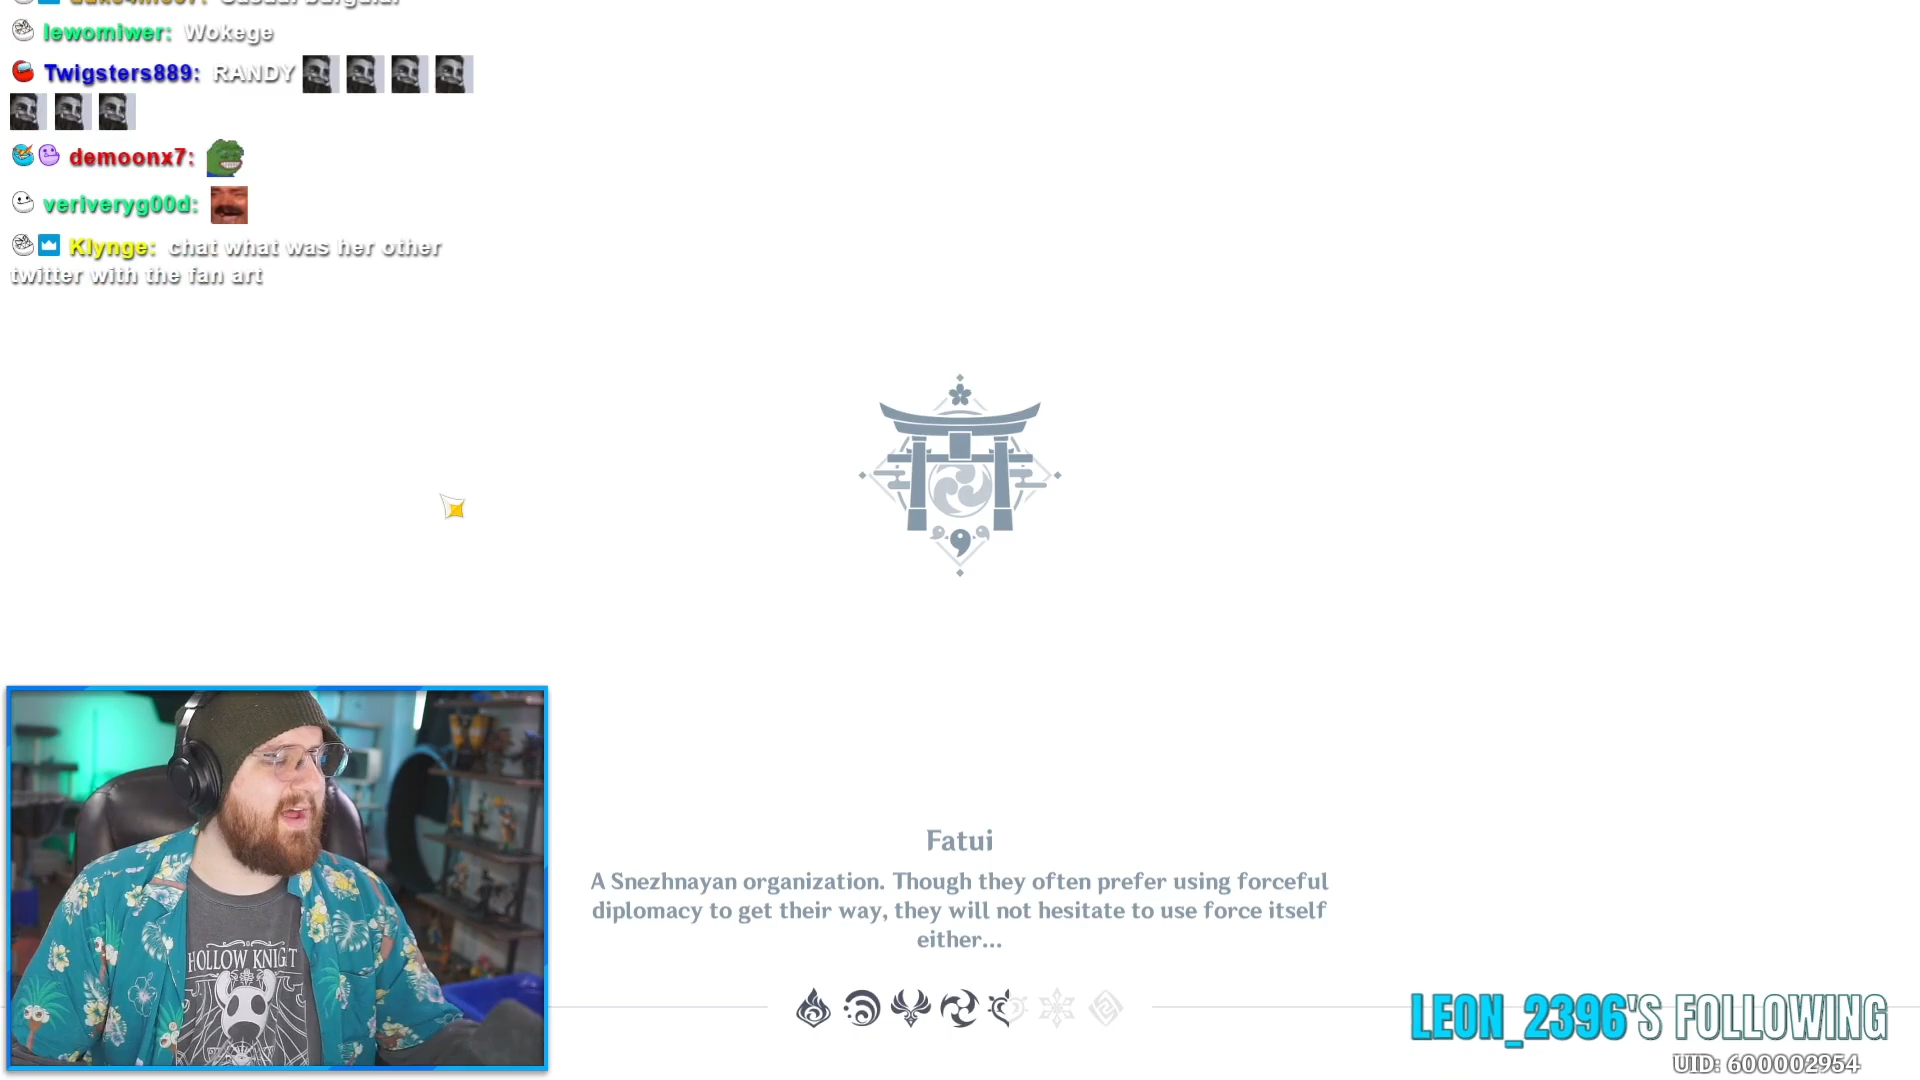 lewomiwer: Wokege
Twigsters889: RANDY
demoonx7:
veriveryg00d:
Klynge: chat what was her other
twitter with the fan art
HOLLOW KNIGHT
Fatui
A Snezhnayan organization. Though they often prefer using forceful
diplomacy to get their way, they will not hesitate to use force itself
either...
LEON_2396'S FOLLOWING
UID: 600002954